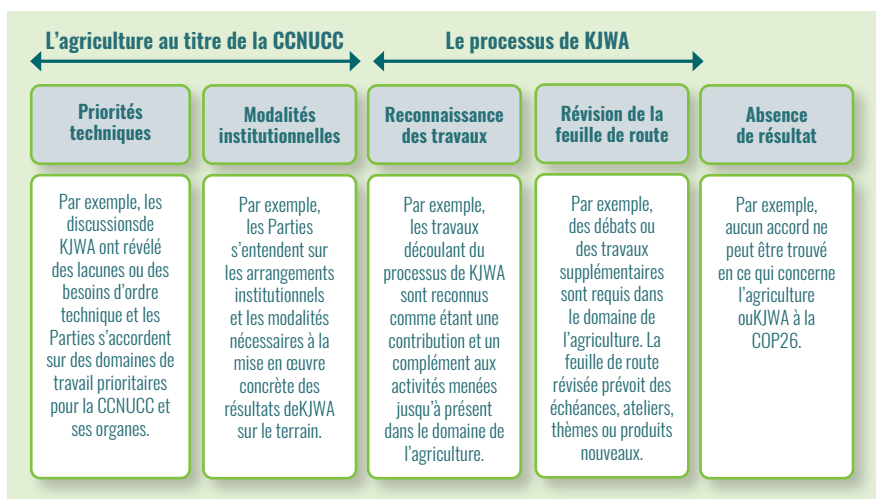 L'agriculture au titre de la CCNUCC
Le processus de KJWA
Priorités
techniques
Par exemple, les
discussionsde
KJWA ont révélé
des lacunes ou des
besoins d'ordre
technique et les
Parties s'accordent
sur des domaines de
travail prioritaires
pour la CCNUCC et
ses organes.
Modalités
institutionnelles
Par exemple,
les Parties
s'entendent sur
les arrangements
institutionnels
et les modalités
nécessaires à la
mise en œuvre
concrète des
résultats deKJWA
sur le terrain.
Reconnaissance
des travaux
Par exemple,
les travaux
découlant du
processus de KJWA
sont reconnus
comme étant une
contribution et un
complément aux
activités menées
jusqu'à présent
dans le domaine de
l'agriculture.
Révision de la
feuille de route
Par exemple,
des débats ou
des travaux
supplémentaires
sont requis dans
le domaine de
l'agriculture. La
feuille de route
révisée prévoit des
échéances, ateliers,
thèmes ou produits
nouveaux.
Absence
de résultat
Par exemple,
aucun accord ne
peut être trouvé
en ce qui concerne
l'agriculture
ouKJWA à la
COP26.